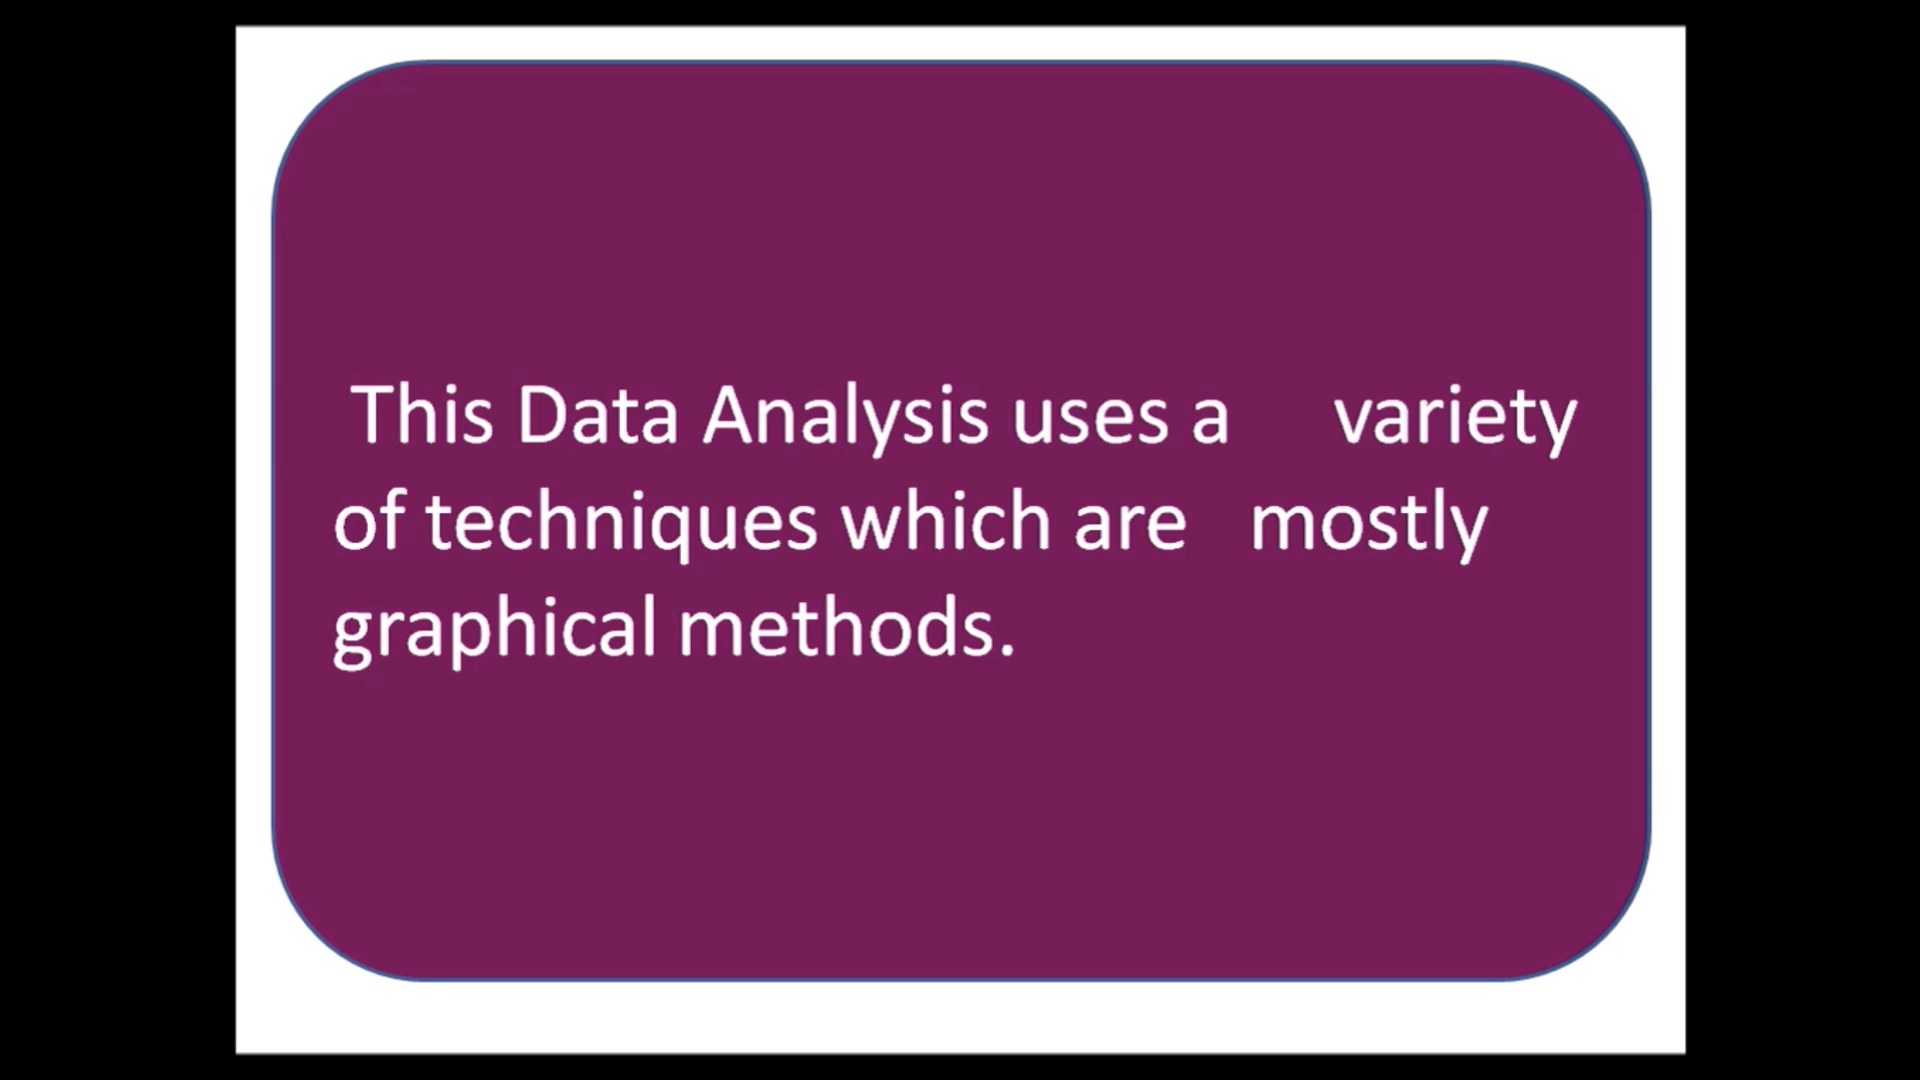 This Data Analysis uses a variety
of techniques which are mostly
graphical methods.